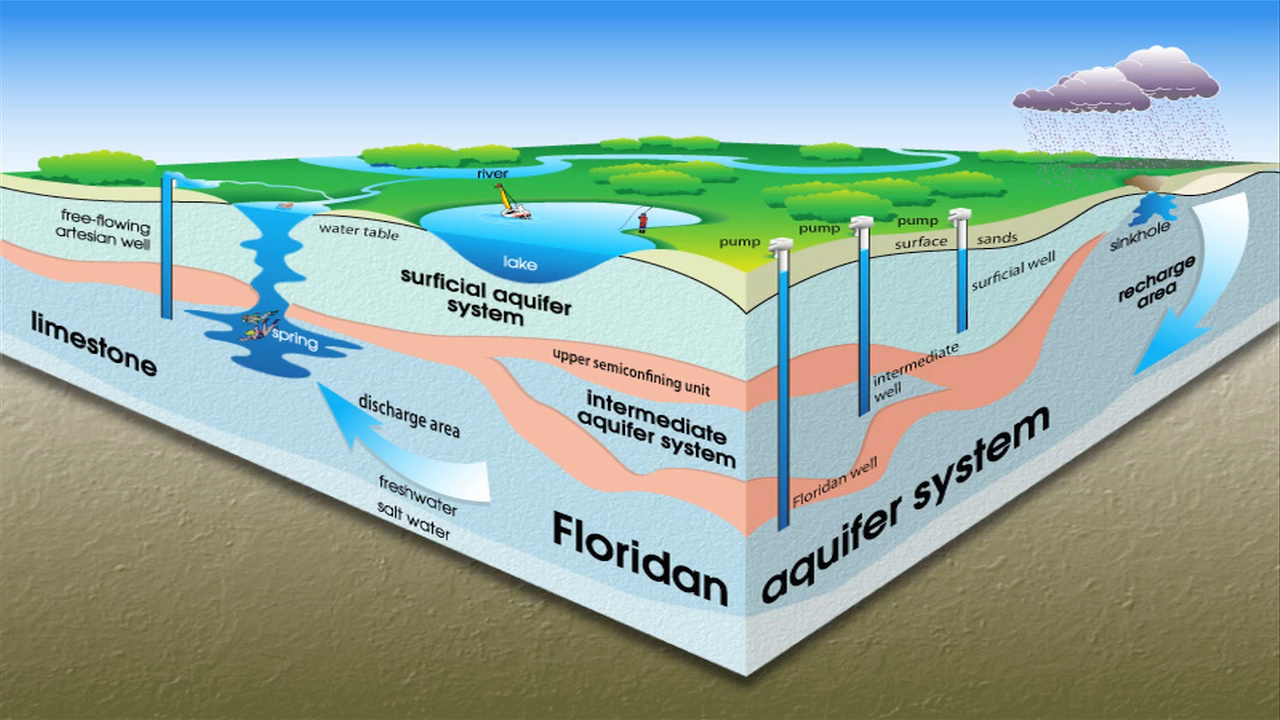 river
free-flowing
artesian well
water table
lake
surficial aquifer
system
pump
pump
pump
surface sands
surficial well
sinkhole
recharge
area
limestone
spring
upper semiconfining unit
intermediate
well
discharge area
intermediate
aquifer system
Floridan well
freshwater
salt water
Floridan
aquifer system